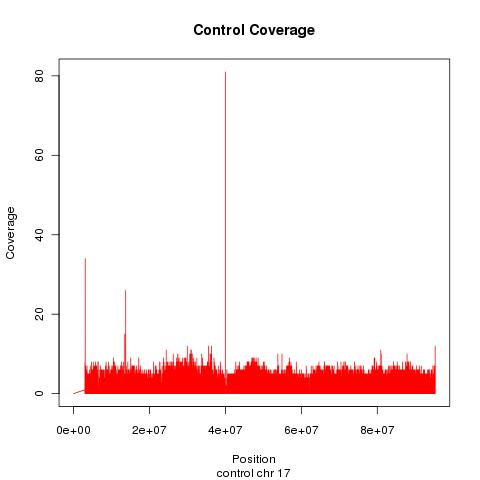 Control Coverage
80
60
40
20
0
Coverage
0e+00 2e+07 4e+07 6e+07 8e+07
Position
control chr 17